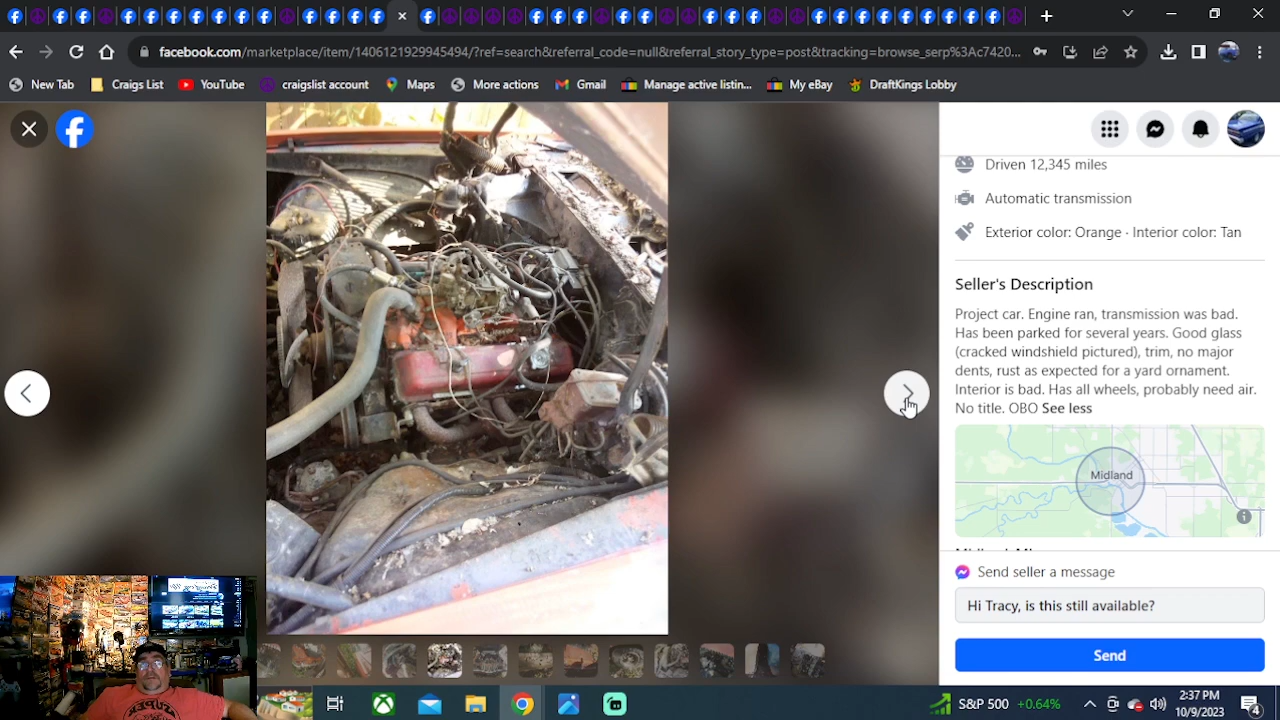 facebook.com/marketplace/item/1406121929945494/?ref=search&referral_code=null&referral_story_type=post&tracking=browse_serp%3Ac7420...
New Tab
Craigs List
YouTube
craigslist account
Maps
More actions
Gmail
Manage active listin...
My eBay
DraftKings Lobby
Driven 12,345 miles
Automatic transmission
Exterior color: Orange · Interior color: Tan
Seller's Description
Project car. Engine ran, transmission was bad.
Has been parked for several years. Good glass
(cracked windshield pictured), trim, no major
dents, rust as expected for a yard ornament.
Interior is bad. Has all wheels, probably need air.
No title. OBO See less
Midland
Send seller a message
Hi Tracy, is this still available?
Send
SUPER
S&P 500 +0.64%
2:37 PM
10/9/2023
4